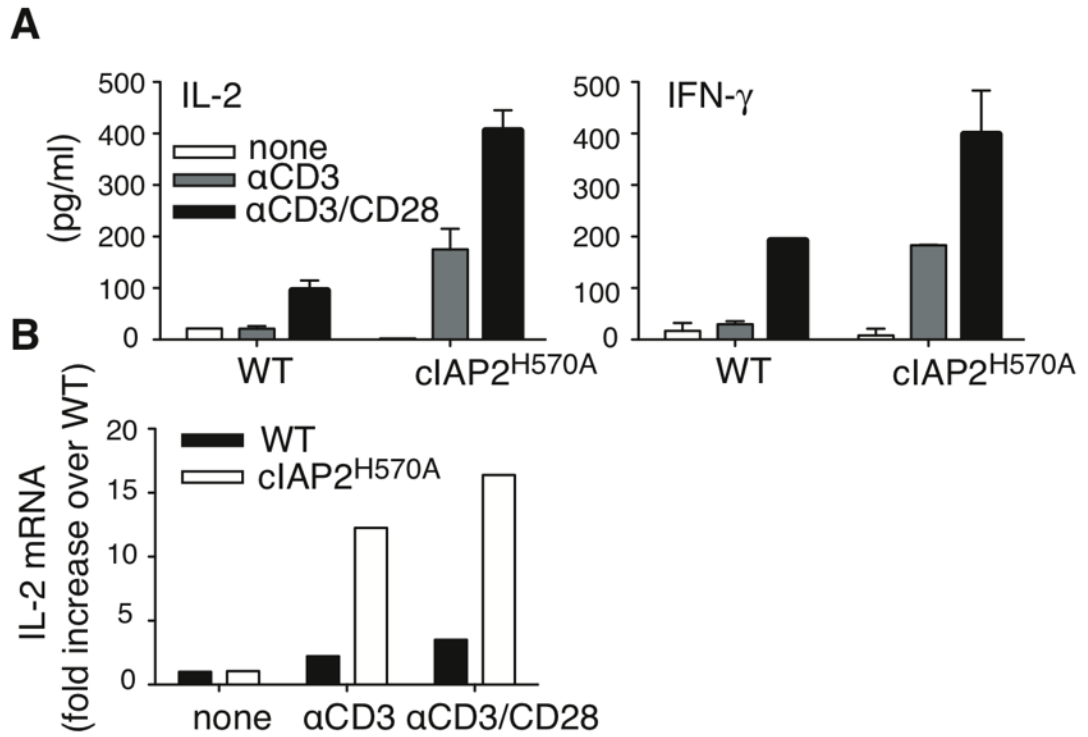 A
IL-2
IFN-γ
(pg/ml)
500
400
300
200
100
0
none
αCD3
αCD3/CD28
WT
cIAP2H570A
500
400
300
200
100
0
WT
cIAP2H570A
B
IL-2 mRNA
(fold increase over WT)
20
15
10
5
0
WT
cIAP2H570A
none
αCD3
αCD3/CD28